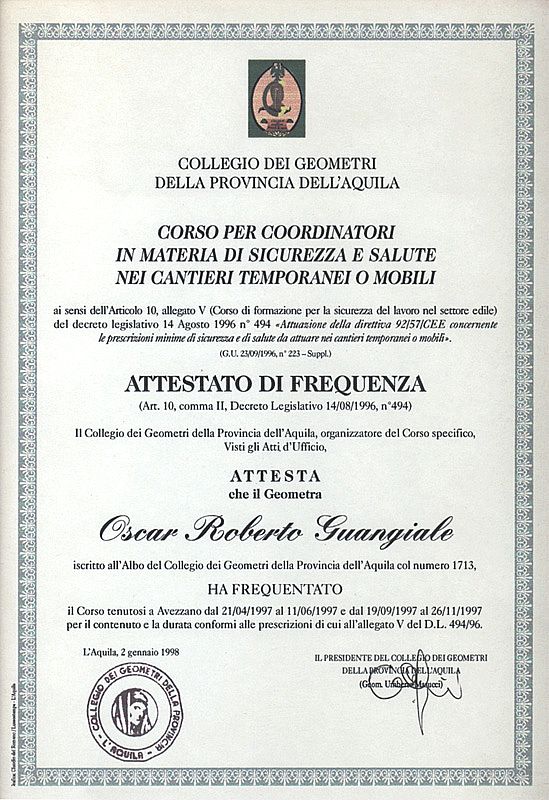 COLLEGIO DEI GEOMETRI
DELLA PROVINCIA DELL'AQUILA
CORSO PER COORDINATORI
IN MATERIA DI SICUREZZA E SALUTE
NEI CANTIERI TEMPORANEI O MOBILI
ai sensi dell'Articolo 10, allegato V (Corso di formazione per la sicurezza del lavoro nel settore edile)
del decreto legislativo 14 Agosto 1996 n° 494 «Attuazione della direttiva 92/57/CEE concernente
le prescrizioni minime di sicurezza e di salute da attuare nei cantieri temporanei o mobili».
(G.U. 23/09/1996, n° 223 – Suppl.)
ATTESTATO DI FREQUENZA
(Art. 10, comma II, Decreto Legislativo 14/08/1996, n°494)
Il Collegio dei Geometri della Provincia dell'Aquila, organizzatore del Corso specifico,
Visti gli Atti d'Ufficio,
ATTESTA
che il Geometra
Oscar Roberto Guangiale
iscritto all'Albo del Collegio dei Geometri della Provincia dell'Aquila col numero 1713,
HA FREQUENTATO
il Corso tenutosi a Avezzano dal 21/04/1997 al 11/06/1997 e dal 19/09/1997 al 26/11/1997
per il contenuto e la durata conformi alle prescrizioni di cui all'allegato V del D.L. 494/96.
L'Aquila, 2 gennaio 1998
IL PRESIDENTE DEL COLLEGIO DEI GEOMETRI
DELLA PROVINCIA DELL'AQUILA
(Geom. Umberto
COLLEGIO DEI GEOMETRI DELLA PROVINCIA
L'AQUILA